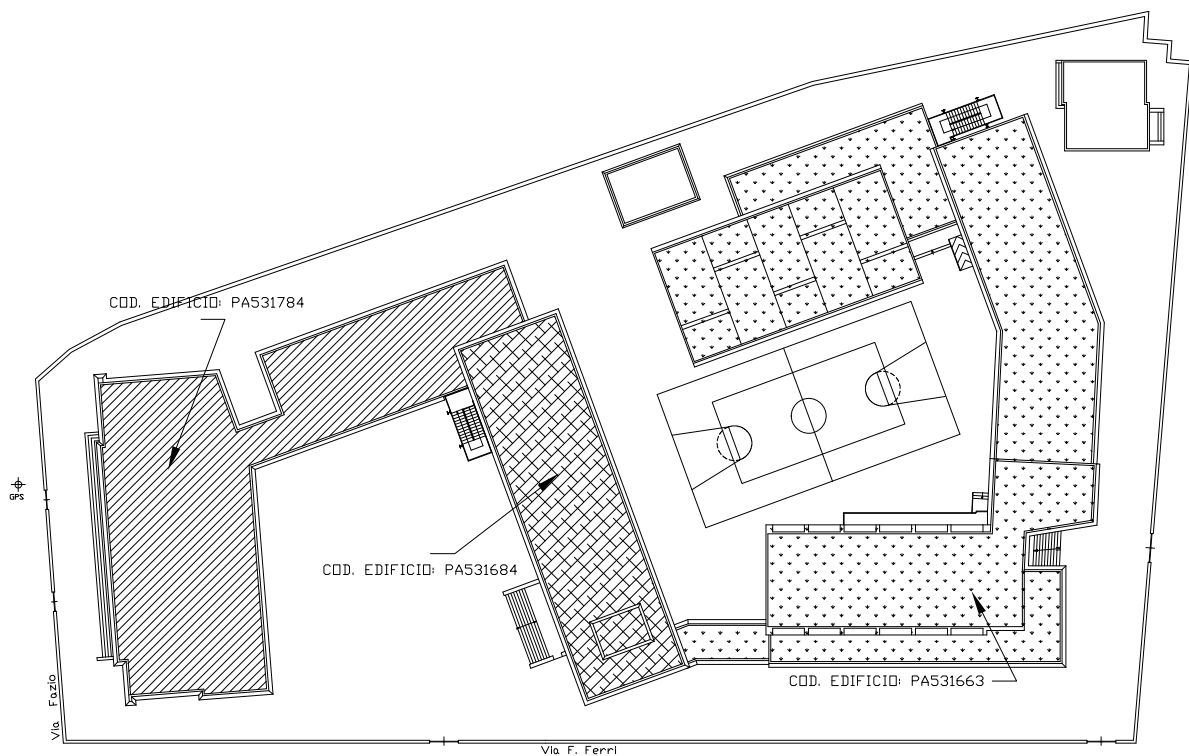 COD. EDIFICIO: PA531784
GPS
COD. EDIFICIO: PA531684
COD. EDIFICIO: PA531663
Via Fazio
Via F. Ferri